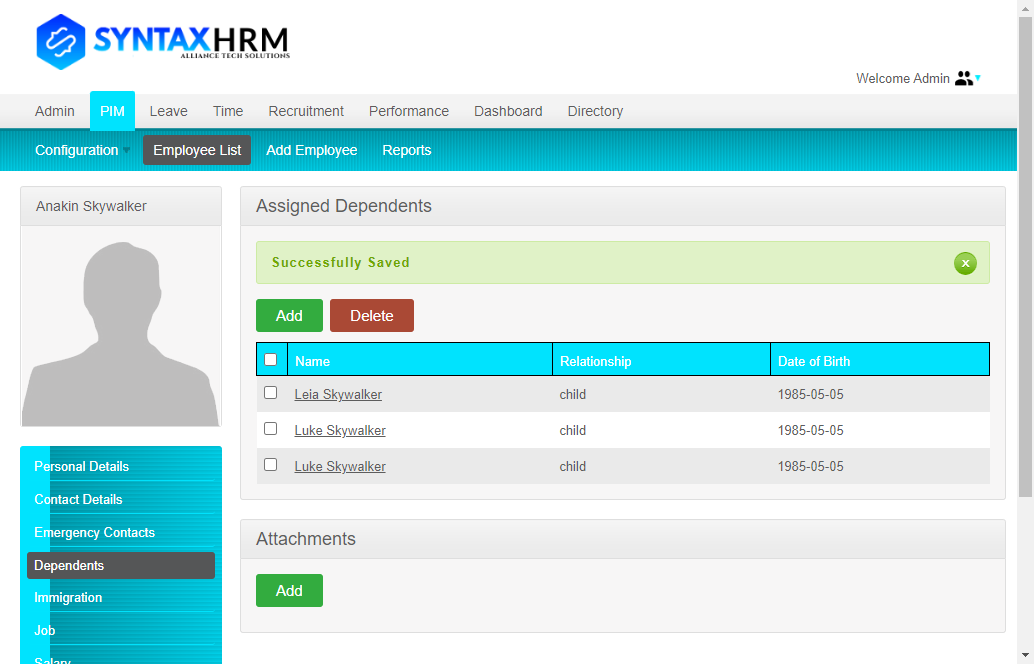 SYNTAXHRM
ALLIANCE TECH SOLUTIONS
Welcome Admin
Admin PIM Leave Time Recruitment Performance Dashboard Directory
Configuration Employee List Add Employee Reports
Anakin Skywalker
Assigned Dependents
Successfully Saved
Add Delete
Name Relationship Date of Birth
Leia Skywalker child 1985-05-05
Luke Skywalker child 1985-05-05
Luke Skywalker child 1985-05-05
Personal Details
Contact Details
Emergency Contacts
Dependents
Immigration
Job
Salary
Attachments
Add